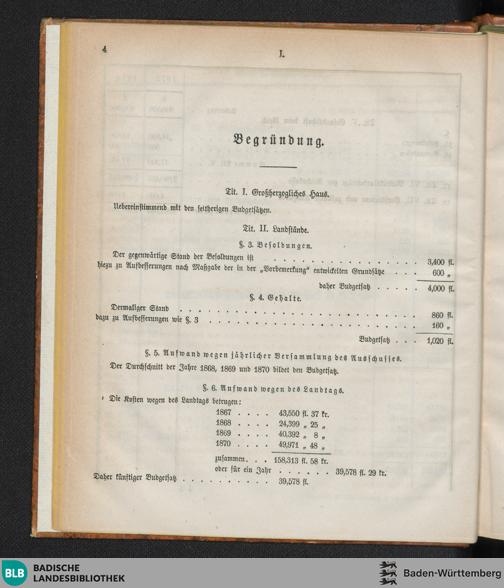 4
I.
Begründung.
Tit. I. Großherzogliches Haus.
Uebereinstimmend mit den seitherigen Budgetsätzen.
Tit. II. Landstände.
§. 3. Besoldungen.
Der gegenwärtige Stand der Besoldungen ist . . . . . . . . . . . . 3,400 fl.
hiezu zu Aufbesserungen nach Maßgabe der in der „Vorbemerkung“ entwickelten Grundsätze . . . 600 „
daher Budgetsatz . . . 4,000 fl.
§. 4. Gehalte.
Dermaliger Stand . . . . . . . . . . . . . . . . 860 fl.
dazu zu Aufbesserungen wie §. 3 . . . . . . . . . . . . . . 160 „
Budgetsatz . . . 1,020 fl.
§. 5. Aufwand wegen jährlicher Versammlung des Ausschusses.
Der Durchschnitt der Jahre 1868, 1869 und 1870 bildet den Budgetsatz.
§. 6. Aufwand wegen des Landtags.
Die Kosten wegen des Landtags betrugen:
1867 . . . . 43,550 fl. 37 kr.
1868 . . . . 24,399 „ 25 „
1869 . . . . 40,392 „ 8 „
1870 . . . . 49,971 „ 48 „
zusammen . . . 158,313 fl. 58 kr.
oder für ein Jahr . . . . . . 39,578 fl. 29 kr.
Daher künftiger Budgetsatz . . . . . . . . . . 39,578 fl.
BLB BADISCHE
LANDESBIBLIOTHEK
Baden-Württemberg